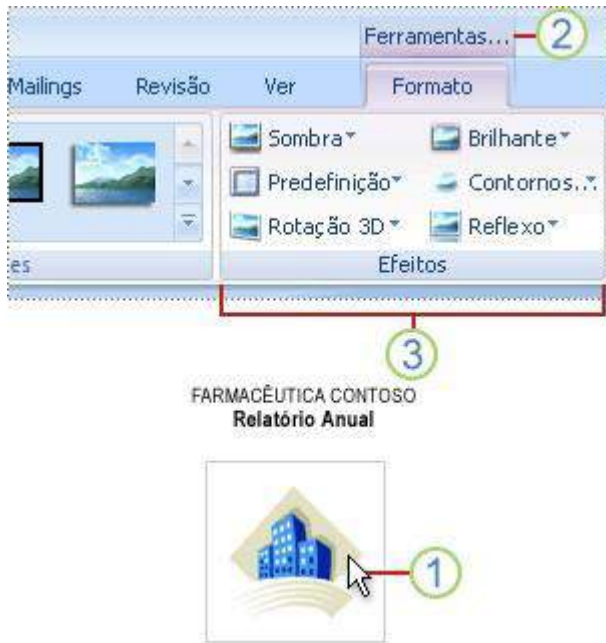 Ferramentas... 2
Mailings Revisão Ver Formato
Sombra Brilhante
Predefinição Contornos...
Rotação 3D Reflexo
es Efeitos
3
FARMACÊUTICA CONTOSO
Relatório Anual
1